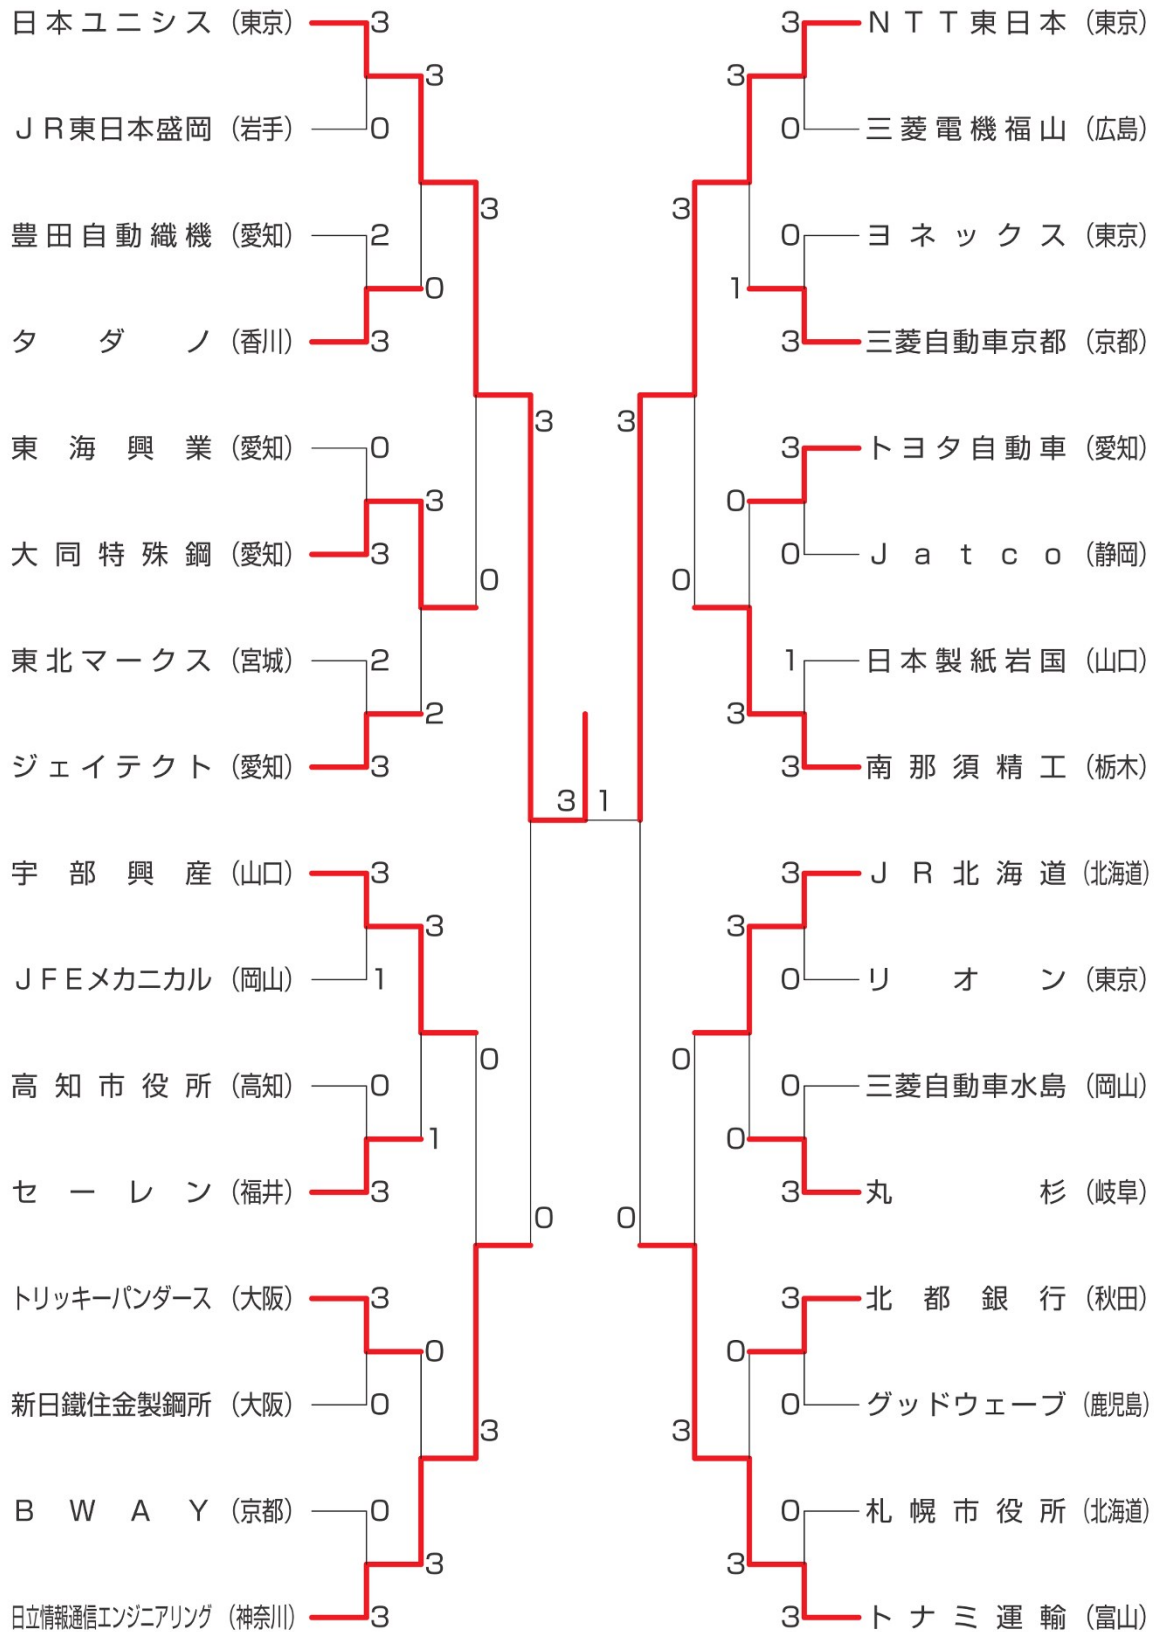 日本ユニシス（東京） 3
3
JR東日本盛岡（岩手） 0
3
豊田自動織機（愛知） 2
0
タダノ（香川） 3
3
東海興業（愛知） 0
3
大同特殊鋼（愛知） 3
0
東北マークス（宮城） 2
2
ジェイテクト（愛知） 3
3 1
宇部興産（山口） 3
3
JFEメカニカル（岡山） 1
0
高知市役所（高知） 0
1
セーレン（福井） 3
0
トリッキーパンダース（大阪） 3
0
新日鐵住金製鋼所（大阪） 0
3
BWAY（京都） 0
3
日立情報通信エンジニアリング（神奈川） 3
3 NTT東日本（東京）
3
0 三菱電機福山（広島）
3
0 ヨネックス（東京）
1
3 三菱自動車京都（京都）
3
3 トヨタ自動車（愛知）
0
0 Jatco（静岡）
0
1 日本製紙岩国（山口）
3
3 南那須精工（栃木）
3 JR北海道（北海道）
3
0 リオン（東京）
0
0 三菱自動車水島（岡山）
0
3 丸杉（岐阜）
0
3 北都銀行（秋田）
0
0 グッドウェーブ（鹿児島）
3
0 札幌市役所（北海道）
3
3 トナミ運輸（富山）